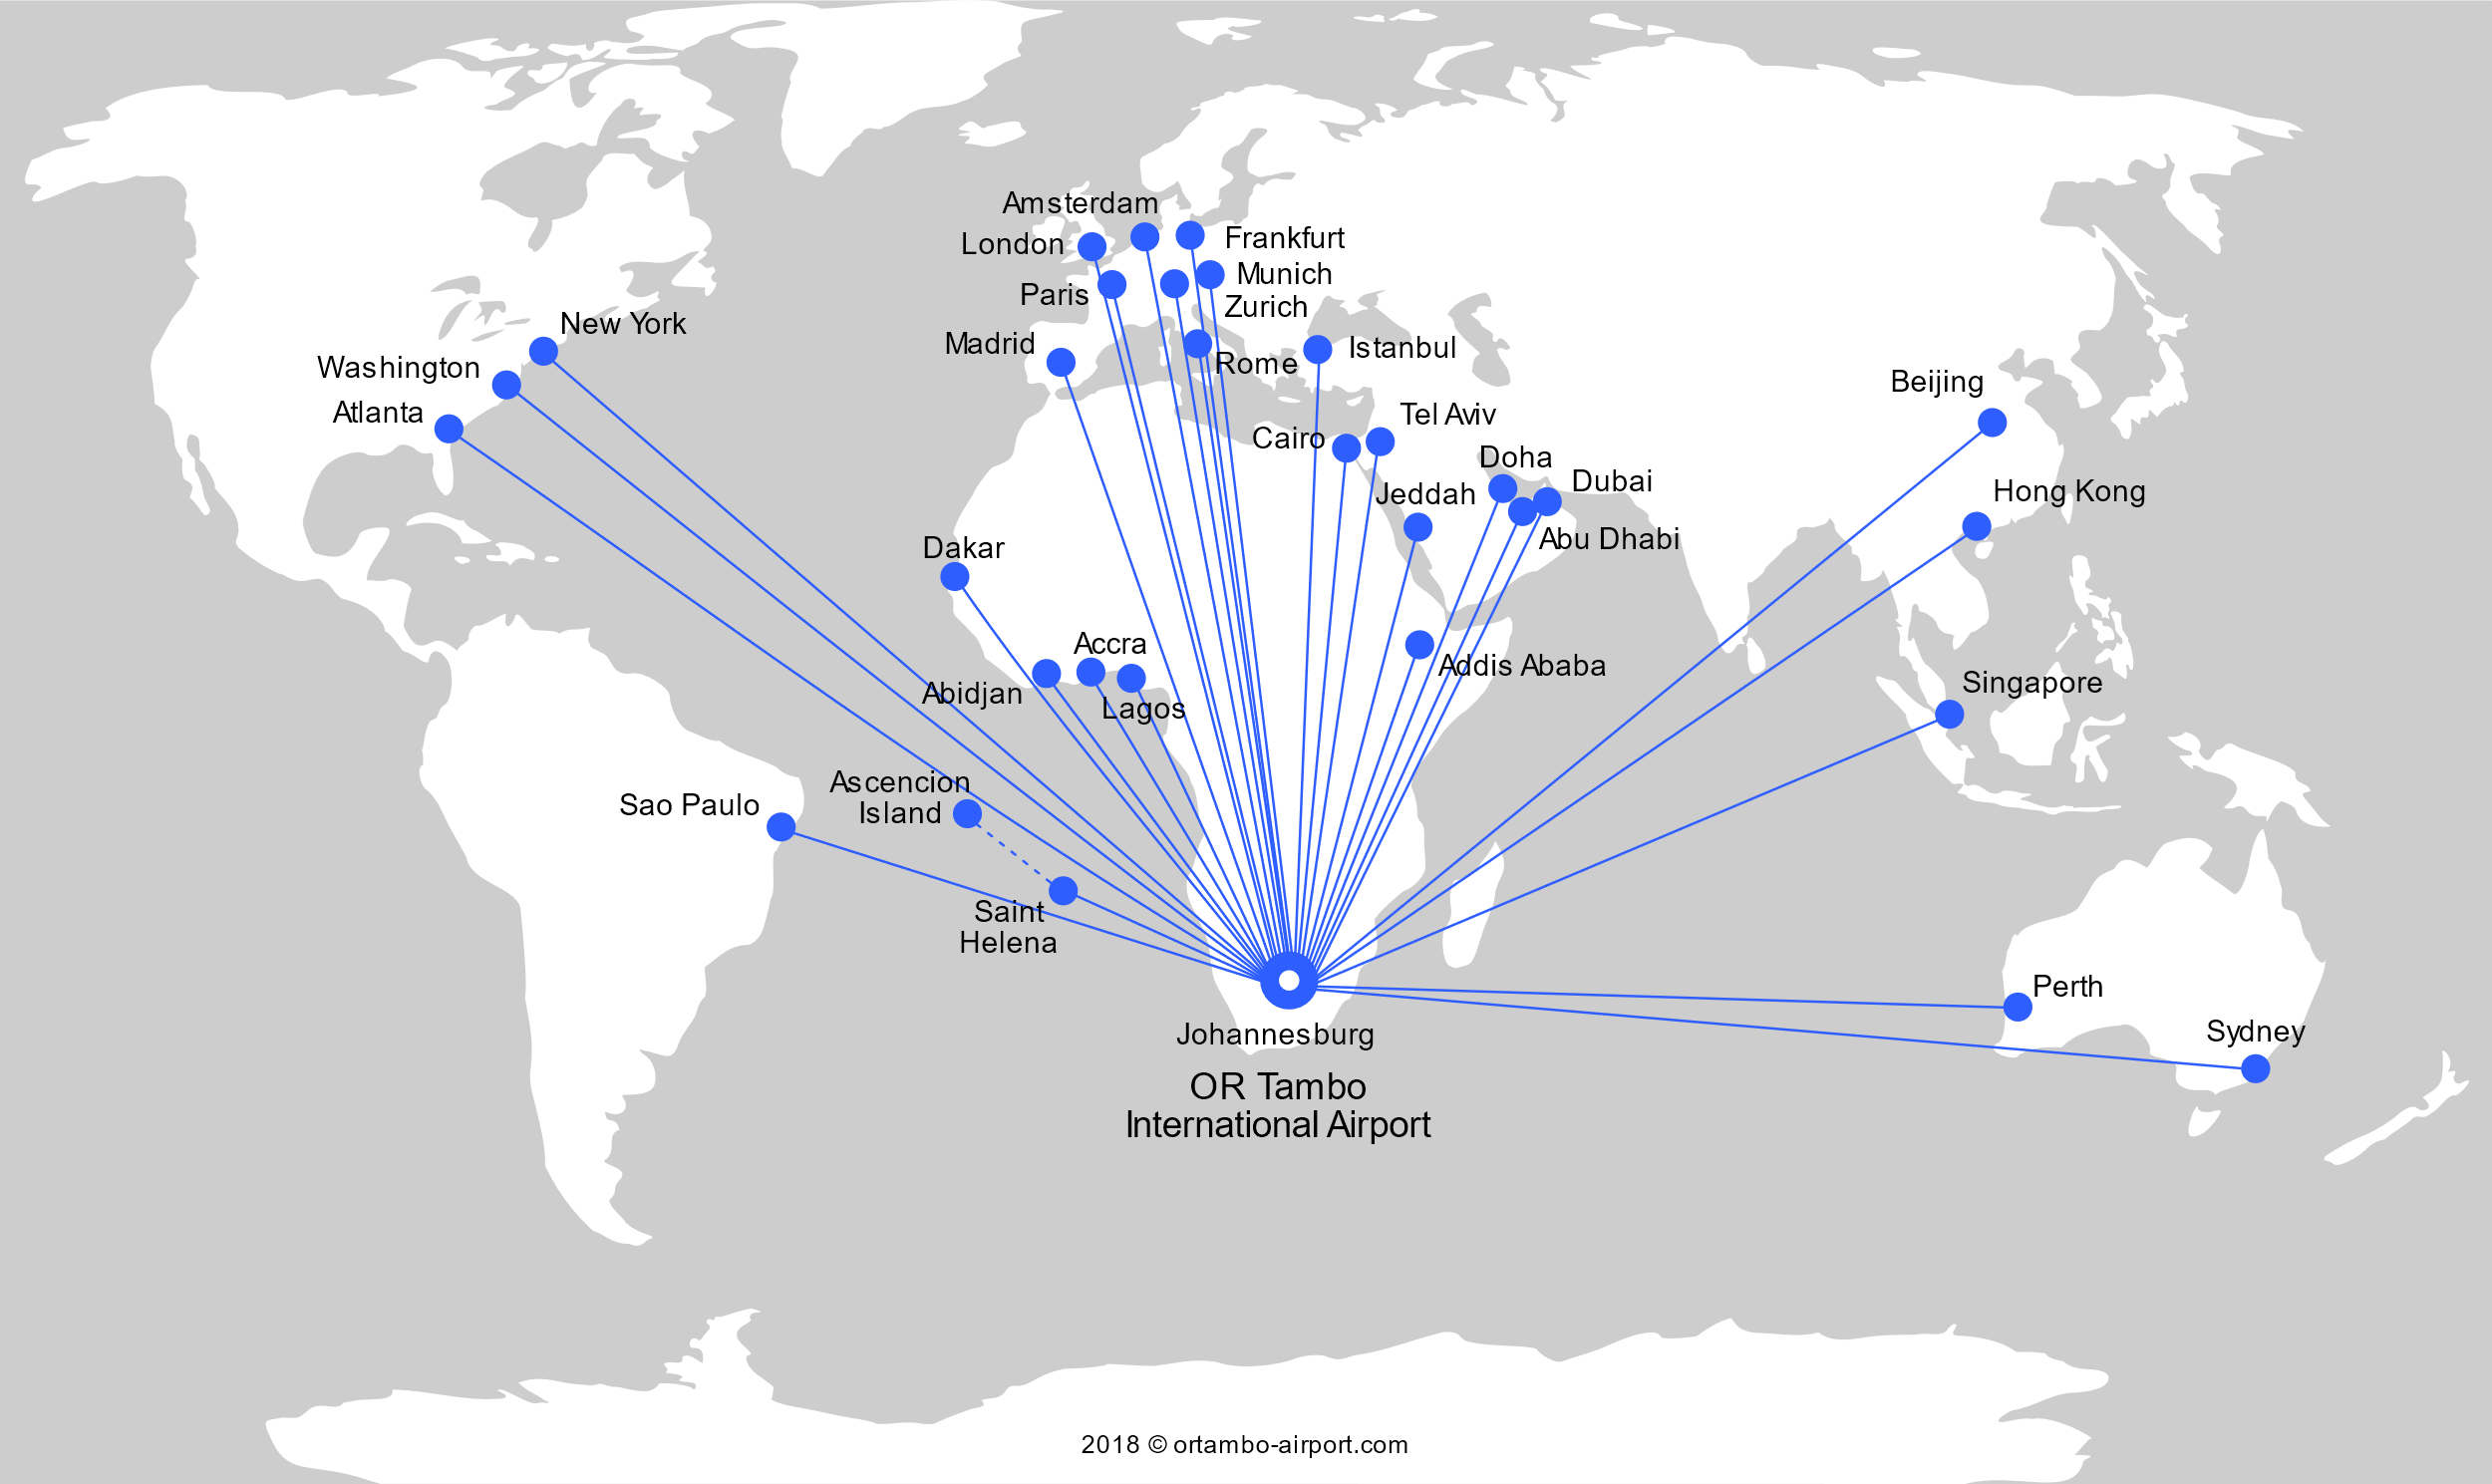 Amsterdam
London
Frankfurt
Munich
Paris
Zurich
New York
Madrid
Istanbul
Rome
Washington
Beijing
Atlanta
Tel Aviv
Cairo
Doha
Dubai
Jeddah
Hong Kong
Abu Dhabi
Dakar
Accra
Addis Ababa
Abidjan
Singapore
Lagos
Ascencion
Island
Sao Paulo
Saint
Helena
Perth
Sydney
Johannesburg
OR Tambo
International Airport
2018 © ortambo-airport.com